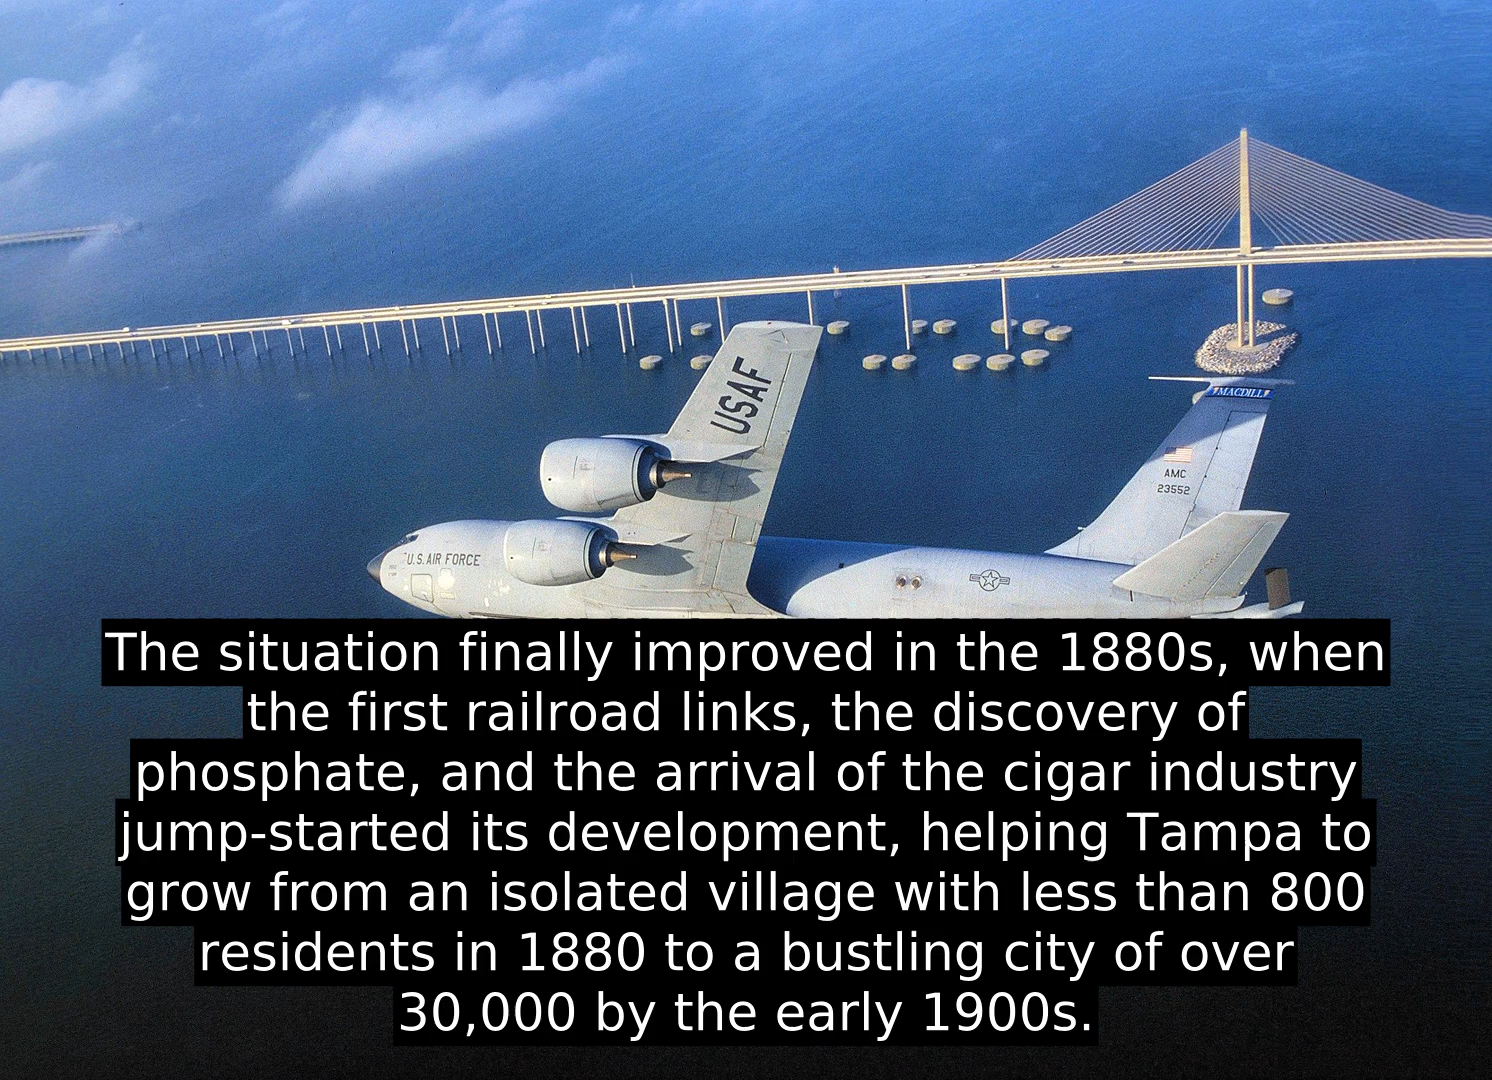 USAF
MACDILL
AMC
23552
U.S. AIR FORCE
The situation finally improved in the 1880s, when
the first railroad links, the discovery of
phosphate, and the arrival of the cigar industry
jump-started its development, helping Tampa to
grow from an isolated village with less than 800
residents in 1880 to a bustling city of over
30,000 by the early 1900s.